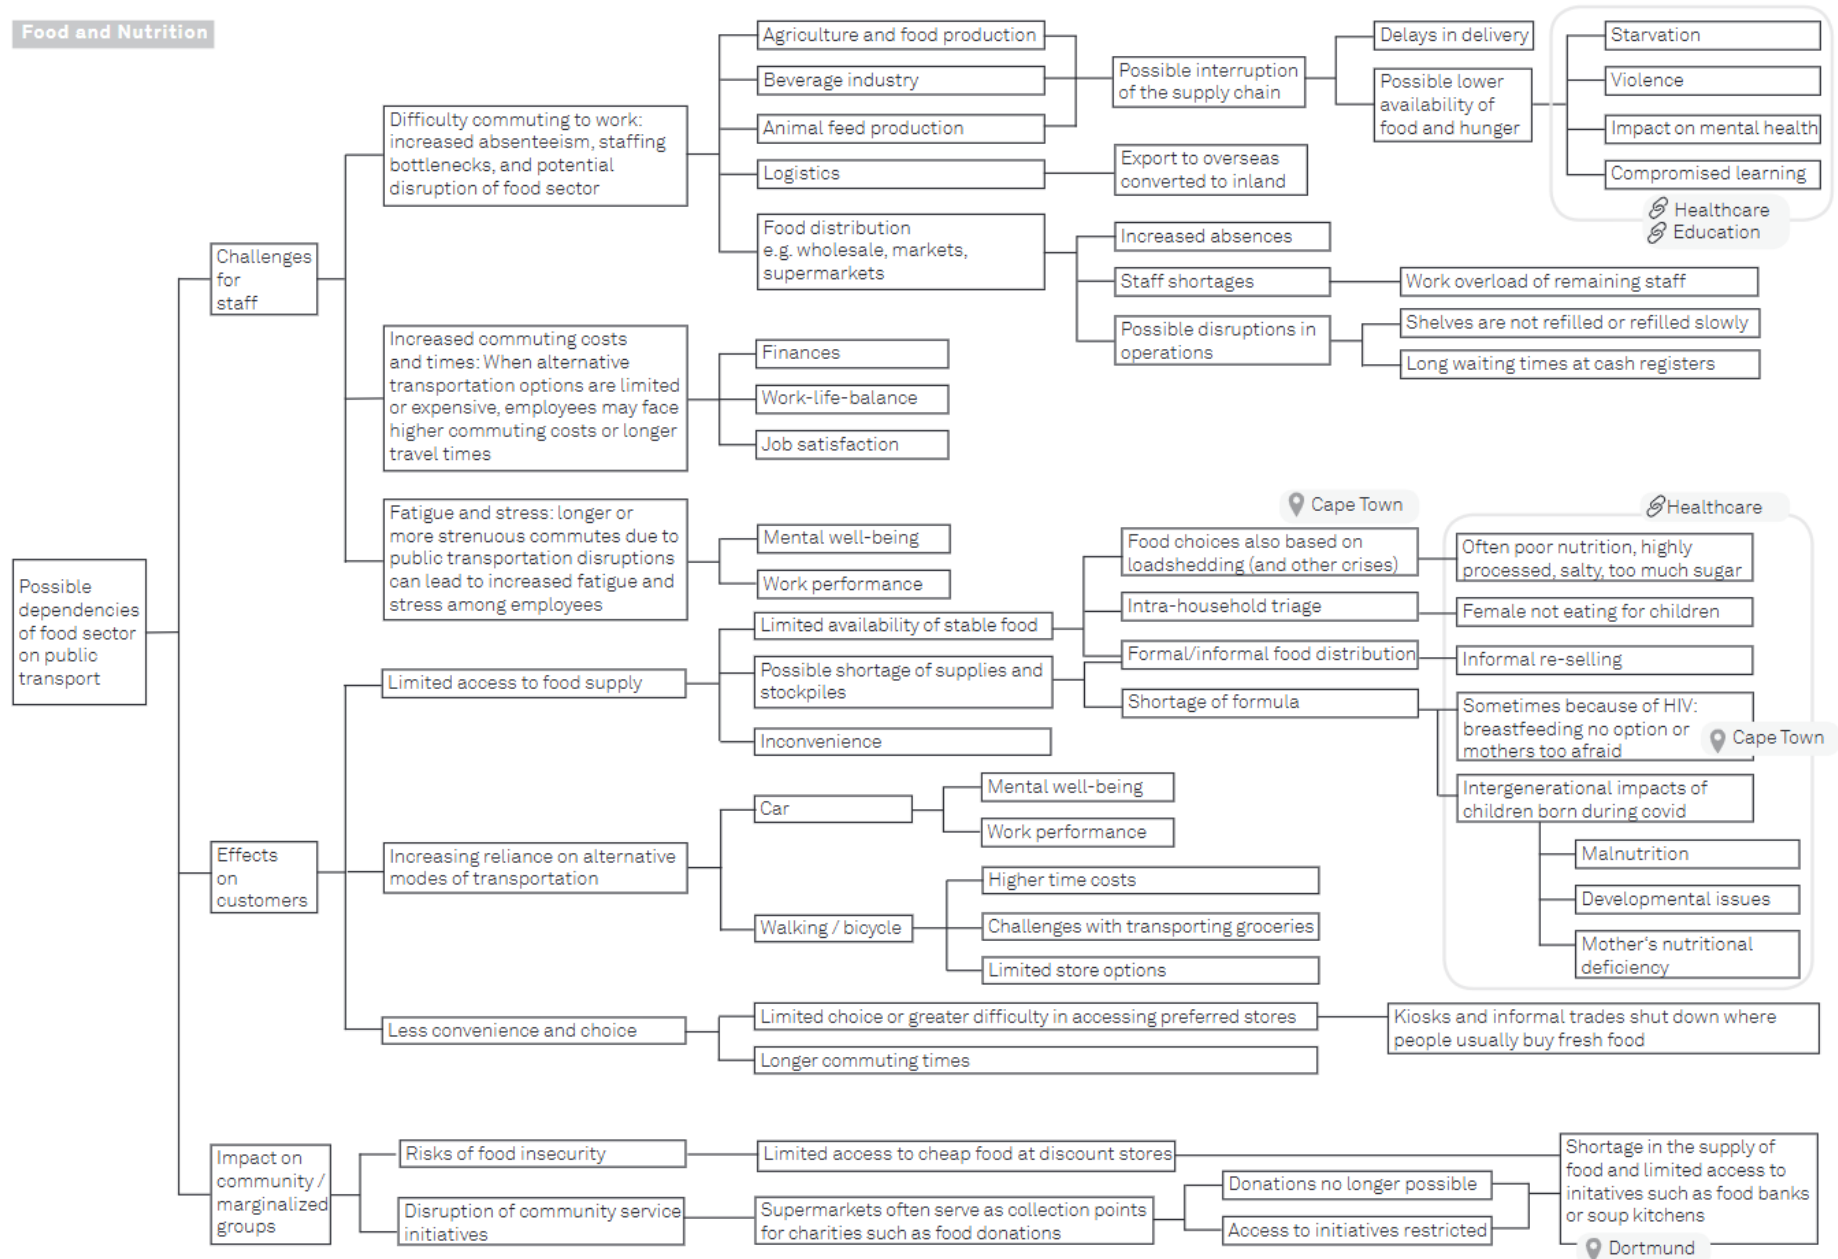 Food and Nutrition
Possible
dependencies
of food sector
on public
transport
Challenges
for
staff
Difficulty commuting to work:
increased absenteeism, staffing
bottlenecks, and potential
disruption of food sector
Agriculture and food production
Beverage industry
Animal feed production
Logistics
Food distribution
e.g. wholesale, markets,
supermarkets
Possible interruption
of the supply chain
Delays in delivery
Possible lower
availability of
food and hunger
Starvation
Violence
Impact on mental health
Compromised learning
Healthcare
Education
Export to overseas
converted to inland
Increased absences
Staff shortages
Work overload of remaining staff
Possible disruptions in
operations
Shelves are not refilled or refilled slowly
Long waiting times at cash registers
Increased commuting costs
and times: When alternative
transportation options are limited
or expensive, employees may face
higher commuting costs or longer
travel times
Finances
Work-life-balance
Job satisfaction
Fatigue and stress: longer or
more strenuous commutes due to
public transportation disruptions
can lead to increased fatigue and
stress among employees
Mental well-being
Work performance
Effects
on
customers
Limited access to food supply
Limited availability of stable food
Possible shortage of supplies and
stockpiles
Inconvenience
Cape Town
Food choices also based on
loadshedding (and other crises)
Intra-household triage
Formal/informal food distribution
Shortage of formula
Healthcare
Often poor nutrition, highly
processed, salty, too much sugar
Female not eating for children
Informal re-selling
Sometimes because of HIV:
breastfeeding no option or
mothers too afraid
Cape Town
Intergenerational impacts of
children born during covid
Malnutrition
Developmental issues
Mother's nutritional
deficiency
Increasing reliance on alternative
modes of transportation
Car
Mental well-being
Work performance
Walking / bicycle
Higher time costs
Challenges with transporting groceries
Limited store options
Less convenience and choice
Limited choice or greater difficulty in accessing preferred stores
Kiosks and informal trades shut down where
people usually buy fresh food
Longer commuting times
Impact on
community /
marginalized
groups
Risks of food insecurity
Limited access to cheap food at discount stores
Disruption of community service
initiatives
Supermarkets often serve as collection points
for charities such as food donations
Donations no longer possible
Access to initiatives restricted
Shortage in the supply of
food and limited access to
initatives such as food banks
or soup kitchens
Dortmund